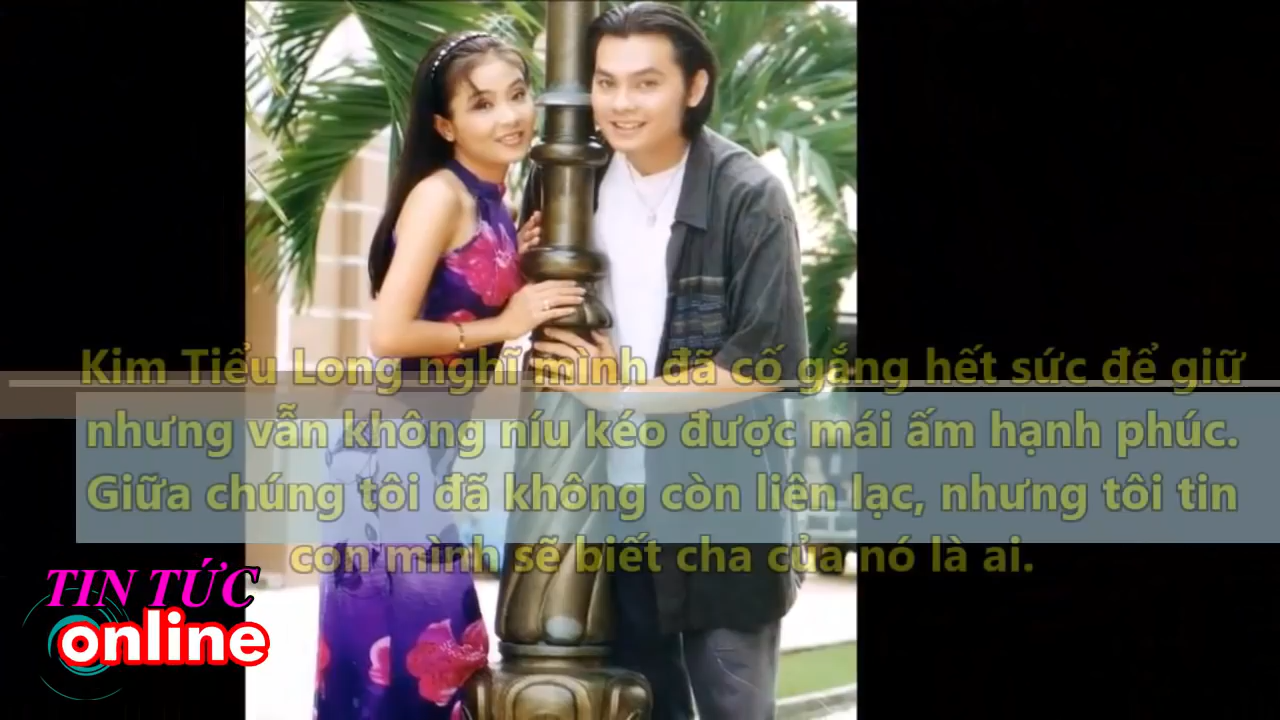 Kim Tiểu Long nghĩ mình đã cố gắng hết sức để giữ
nhưng vẫn không níu kéo được mái ấm hạnh phúc.
Giữa chúng tôi đã không còn liên lạc, nhưng tôi tin
con mình sẽ biết cha của nó là ai.
TIN TỨC
online